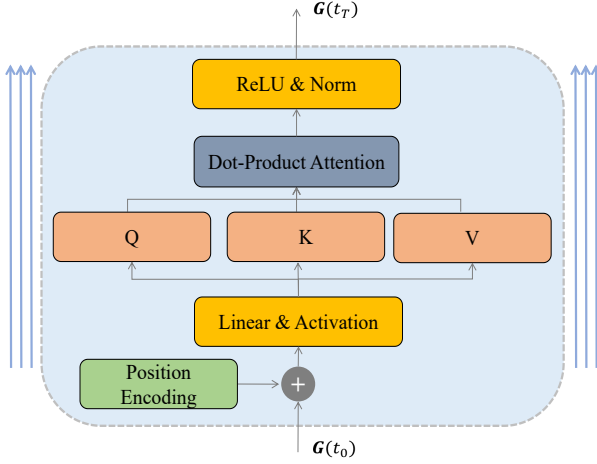 G(t_T)
ReLU & Norm
Dot-Product Attention
Q K V
Linear & Activation
Position
Encoding
+
G(t_0)